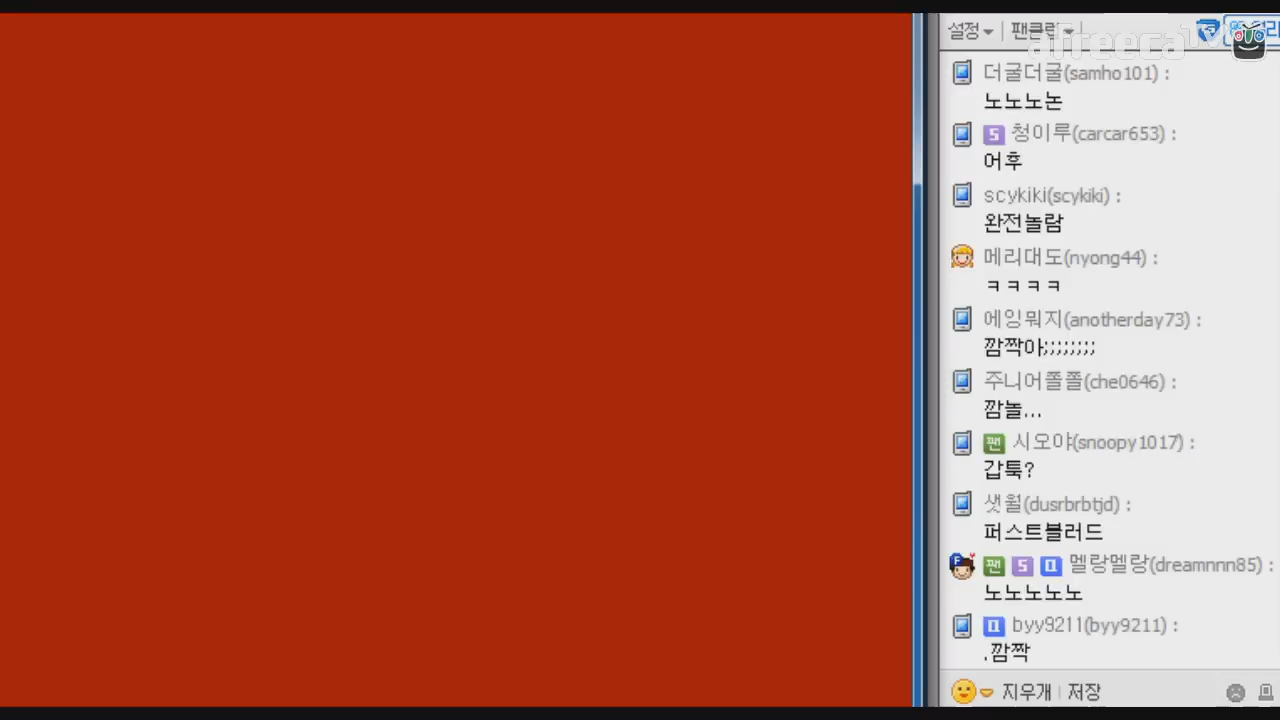 설정
팬클럽
afreecaTV
더굴더굴(samho101) :
노노노논
S 청이루(carcar653) :
어후
scykiki(scykiki) :
완전놀람
메리대도(nyong44) :
ㅋㅋㅋㅋ
에잉뭐지(anotherday73) :
깜짝야;;;;;;;;
주니어쫄쫄(che0646) :
깜놀...
팬 시오야(snoopy1017) :
갑툭?
샛월(dusrbrbtjd) :
퍼스트블러드
팬 S 멜랑멜랑(dreamnnn85) :
노노노노노
byy9211(byy9211) :
.깜짝
지우개 저장